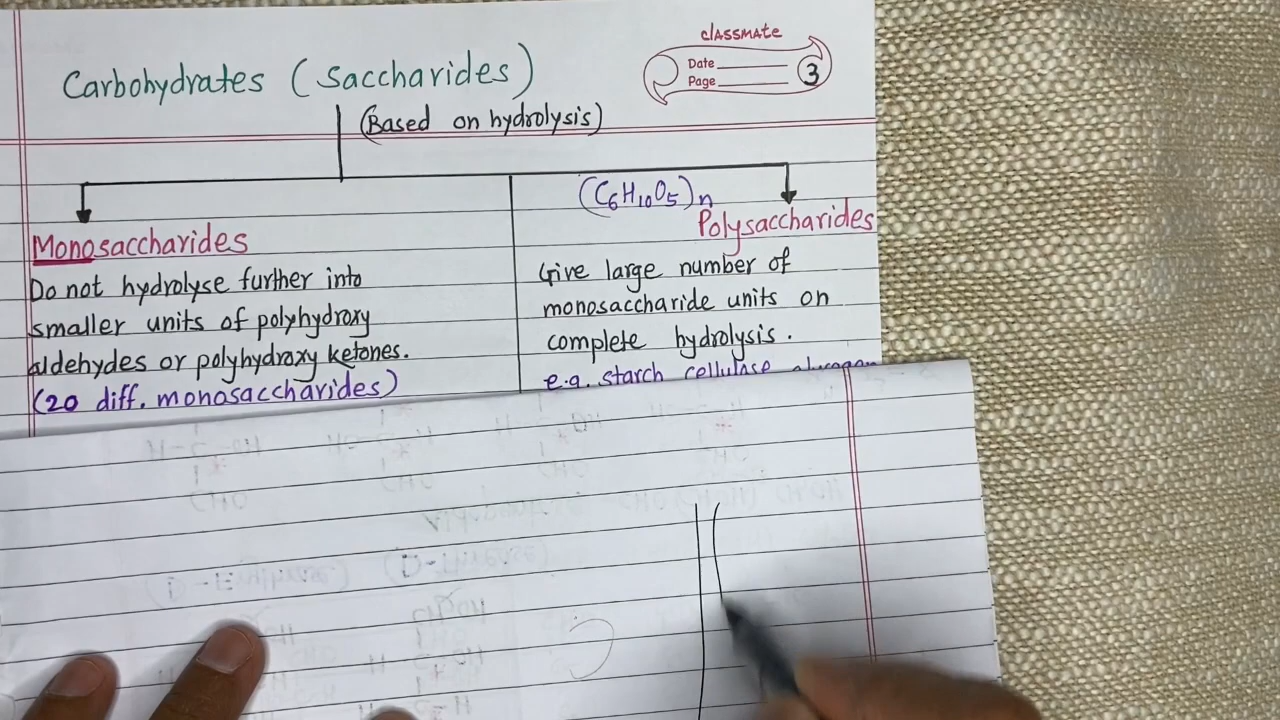 classmate
Date
Page 3
Carbohydrates (Saccharides)
(Based on hydrolysis)
(C6H10O5)n
Monosaccharides
Do not hydrolyse further into
smaller units of polyhydroxy
aldehydes or polyhydroxy ketones.
(20 diff. monosaccharides)
Polysaccharides
Give large number of
monosaccharide units on
complete hydrolysis.
e.g. starch cellulose glycogen